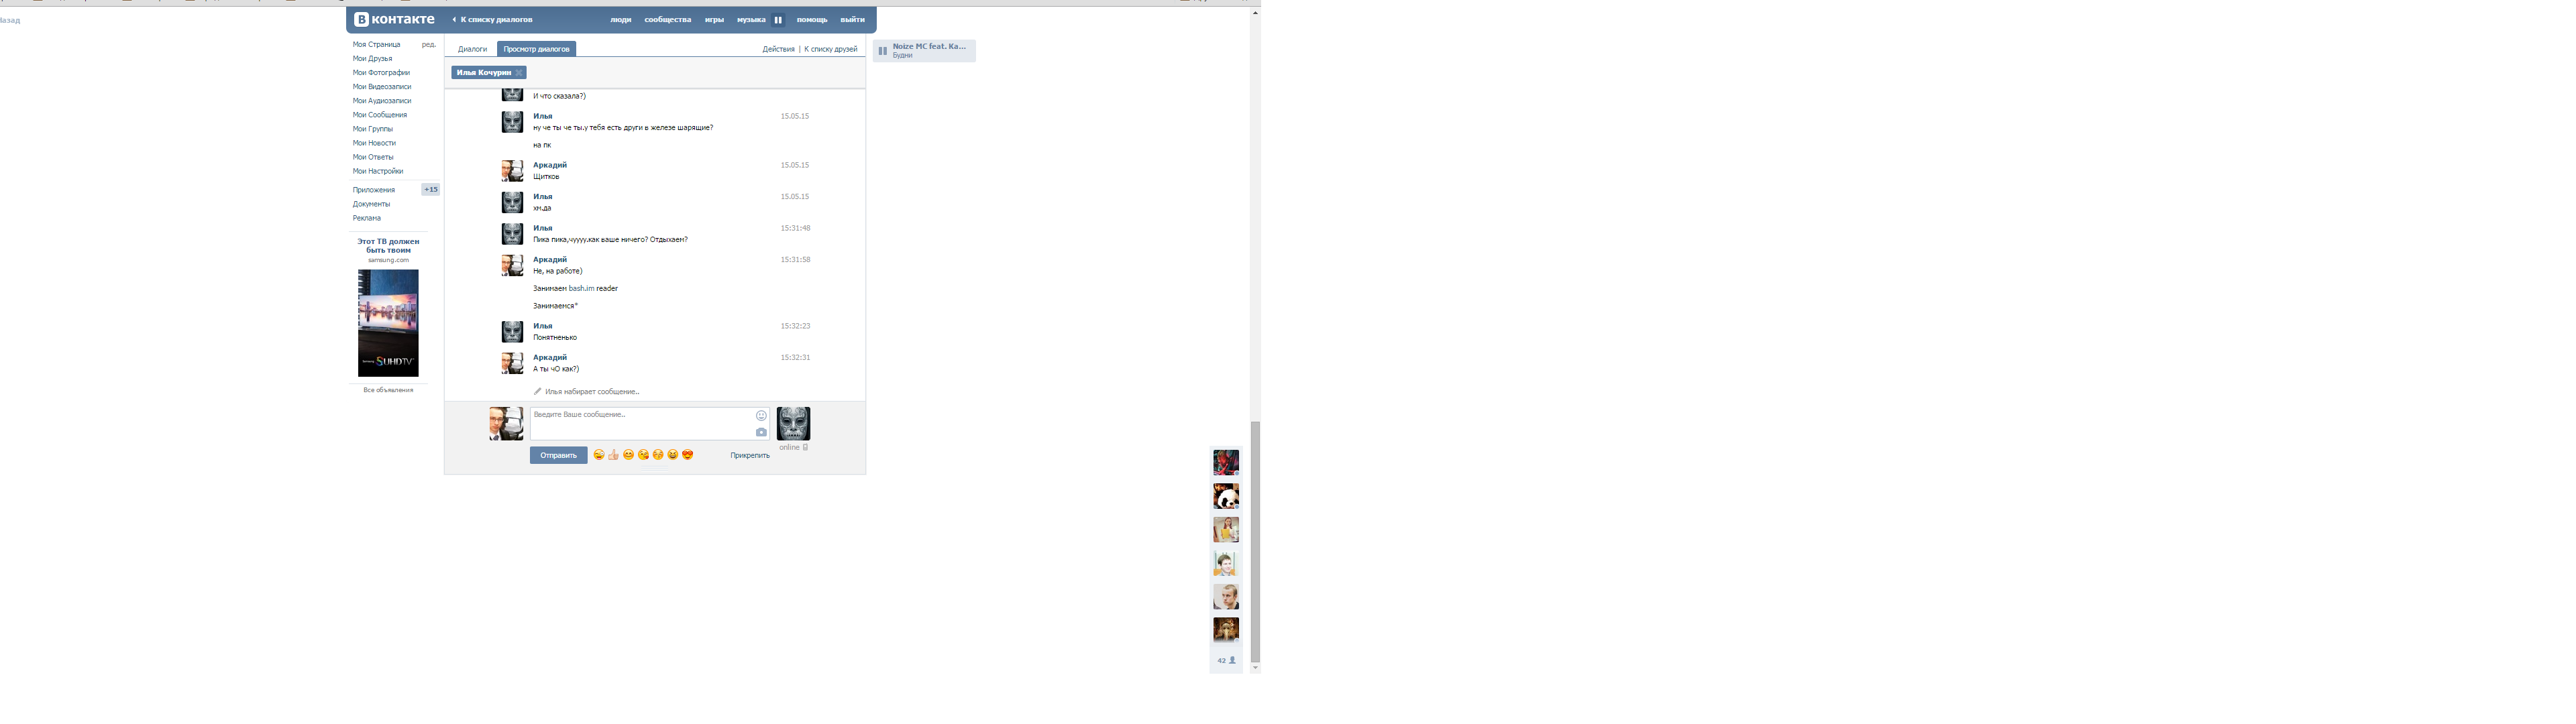 Назад
В контакте
К списку диалогов
люди сообщества игры музыка помощь выйти
Моя Страница ред.
Мои Друзья
Мои Фотографии
Мои Видеозаписи
Мои Аудиозаписи
Мои Сообщения
Мои Группы
Мои Новости
Мои Ответы
Мои Настройки
Приложения +15
Документы
Реклама
Этот ТВ должен
быть твоим
samsung.com
SUHDTV
Все объявления
Диалоги Просмотр диалогов Действия | К списку друзей
Илья Кочурин
И что сказала?)
Илья 15.05.15
ну че ты че ты.у тебя есть други в железе шарящие?
на пк
Аркадий 15.05.15
Щитков
Илья 15.05.15
хм.да
Илья 15:31:48
Пика пика,чуууу.как ваше ничего? Отдыхаем?
Аркадий 15:31:58
Не, на работе)
Занимаем bash.im reader
Занимаемся*
Илья 15:32:23
Понятненько
Аркадий 15:32:31
А ты чО как?)
Илья набирает сообщение..
Введите Ваше сообщение..
online
Отправить Прикрепить
Noize MC feat. Ка...
Будни
42